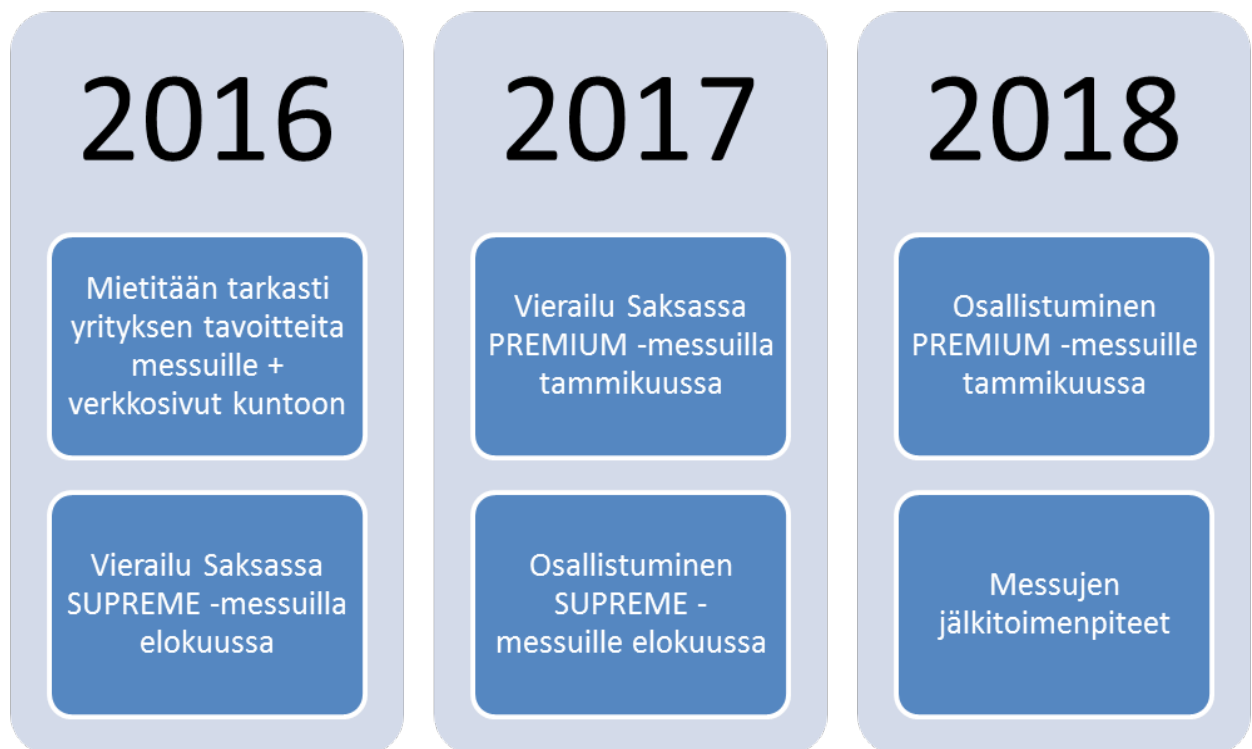 2016
Mietitään tarkasti
yrityksen tavoitteita
messuille +
verkkosivut kuntoon
Vierailu Saksassa
SUPREME -messuilla
elokuussa
2017
Vierailu Saksassa
PREMIUM -messuilla
tammikuussa
Osallistuminen
SUPREME -
messuille elokuussa
2018
Osallistuminen
PREMIUM -messuille
tammikuussa
Messujen
jälkitoimenpiteet